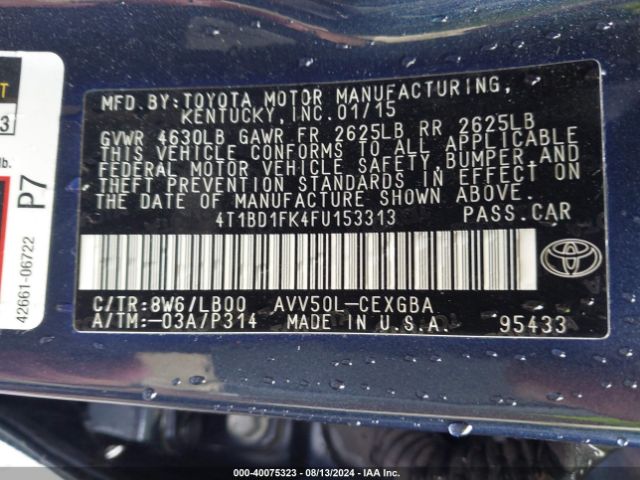 MFD.BY:TOYOTA MOTOR MANUFACTURING,
KENTUCKY, INC.01/15
GVWR 4630LB GAWR FR 2625LB RR 2625LB
THIS VEHICLE CONFORMS TO ALL APPLICABLE
FEDERAL MOTOR VEHICLE SAFETY, BUMPER,AND
THEFT PREVENTION STANDARDS IN EFFECT ON
THE DATE OF MANUFACTURE SHOWN ABOVE.
4T1BD1FK4FU153313 PASS.CAR
C/TR:8W6/LB00 AVV50L-CEXGBA
A/TM:-03A/P314 MADE IN U.S.A. 95433
3
lb.
P7
42661-06722
000-40075323 - 08/13/2024 - IAA Inc.